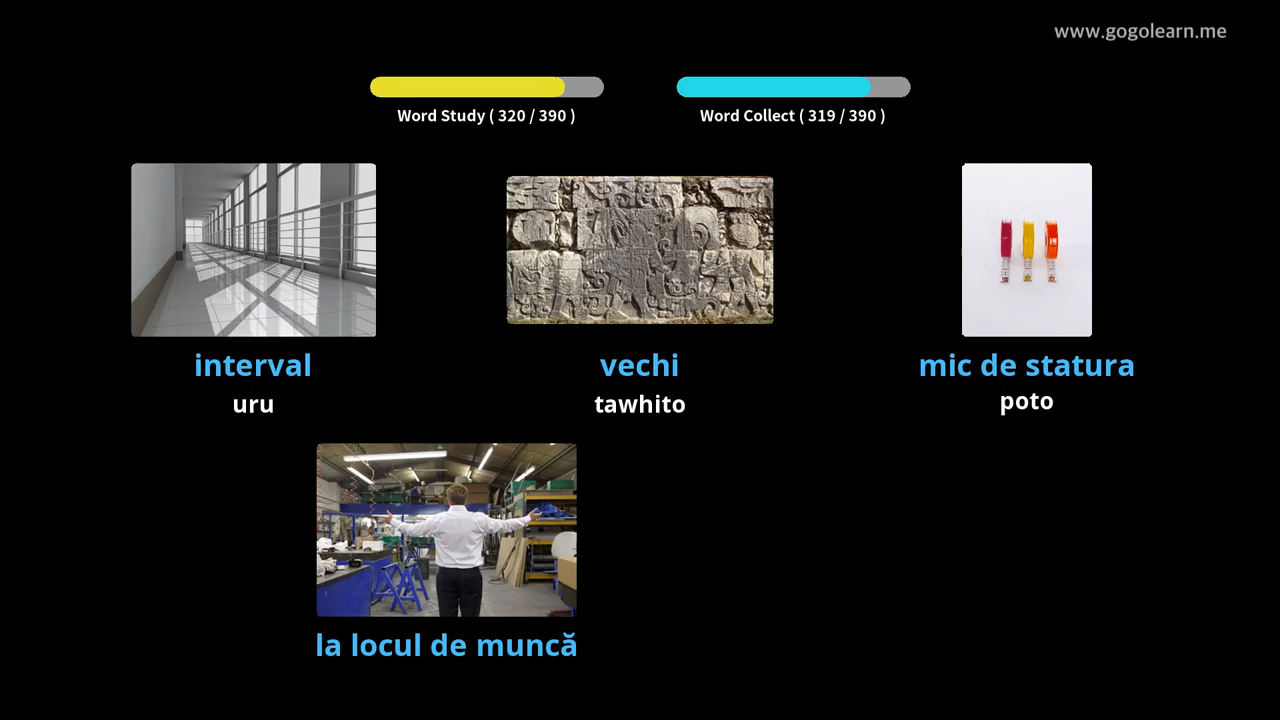 www.gogolearn.me
Word Study ( 320 / 390 )
Word Collect ( 319 / 390 )
interval
uru
vechi
tawhito
mic de statura
poto
la locul de muncă